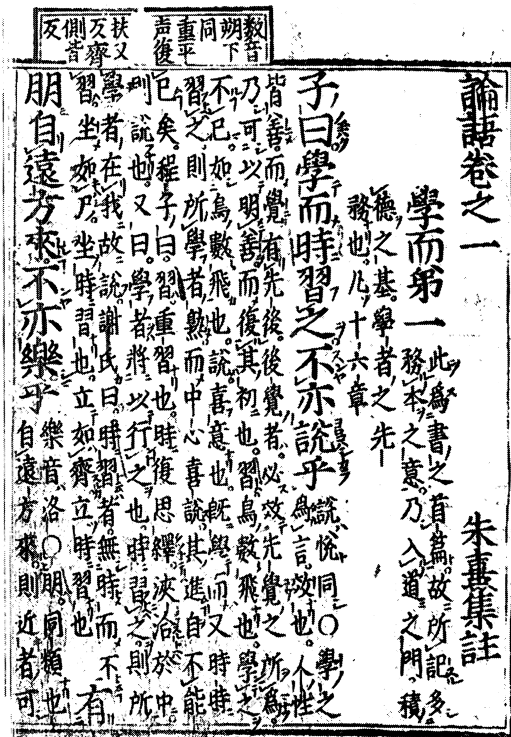 數音
朔下
同
重平
声復
扶又
反齊
側皆
反
論語卷之一 朱熹集註
學而第一
此爲書之首篇。故所記多
務本之意。乃入道之門。積
德之基。學者之先
務也。凡十六章
子曰學而時習之不亦說乎
說悅同○學之
爲言效也。人性
皆善而覺有先後。後覺者。必效先覺之所爲。
乃可以明善而復其初也。習鳥數飛也。學之
不已。如鳥數飛也。說喜意也。旣學而又時時
習之則所學者熟而中心喜說其進自不能
已矣。程子曰。習重習也。時復思繹浹洽於中。
則說也。又曰。學者將以行之也。時習之則所
學者在我故說。謝氏曰。時習者無時而不
習坐如尸。坐時習也。立如齊立時習也
有
朋自遠方來不亦樂乎
樂音洛○朋同類也
自遠方來。則近者可